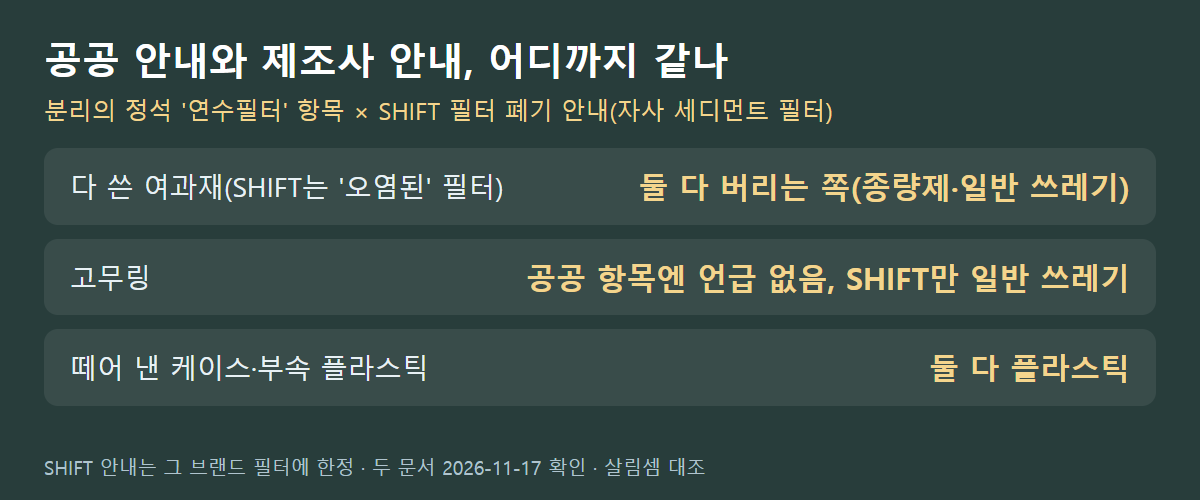 공공 안내와 제조사 안내, 어디까지 같나
분리의 정석 '연수필터' 항목 × SHIFT 필터 폐기 안내(자사 세디먼트 필터)
다 쓴 여과재(SHIFT는 '오염된' 필터) 둘 다 버리는 쪽(종량제·일반 쓰레기)
고무링 공공 항목엔 언급 없음, SHIFT만 일반 쓰레기
떼어 낸 케이스·부속 플라스틱 둘 다 플라스틱
SHIFT 안내는 그 브랜드 필터에 한정 · 두 문서 2026-11-17 확인 · 살림셈 대조